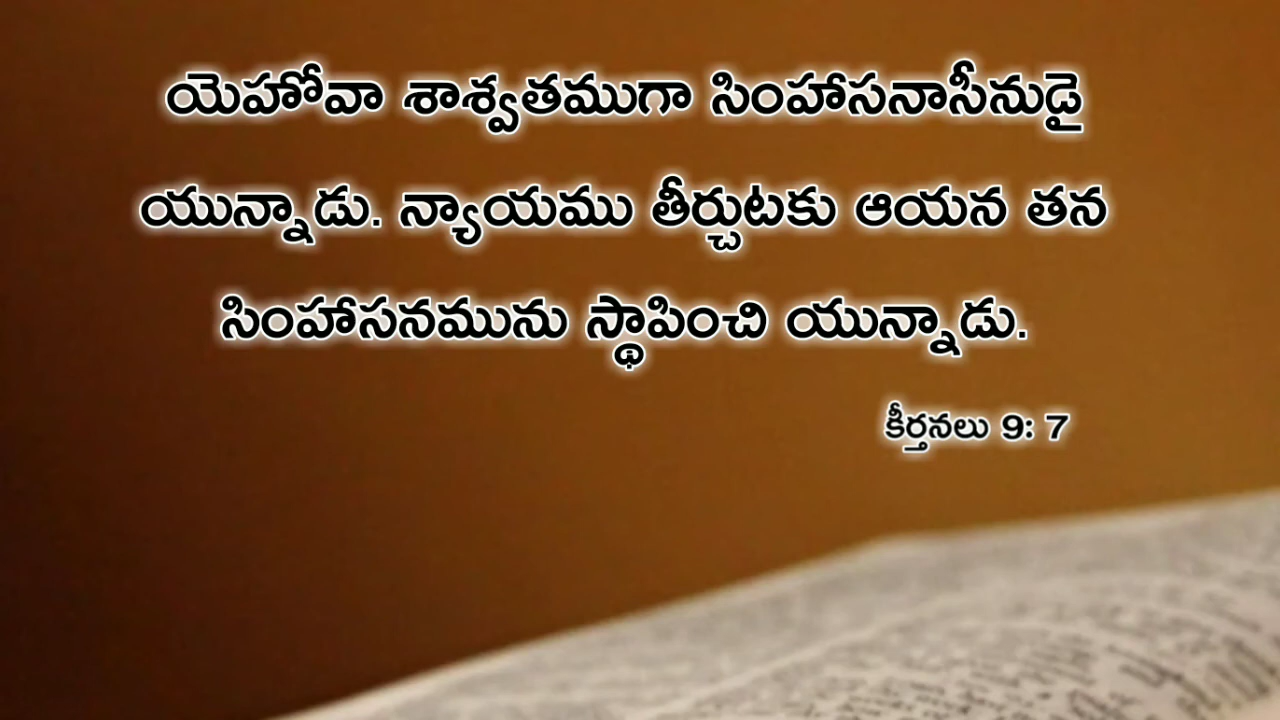 యెహోవా శాశ్వతముగా సింహాసనాసీనుడై
యున్నాడు. న్యాయము తీర్చుటకు ఆయన తన
సింహాసనమును స్థాపించి యున్నాడు.
కీర్తనలు 9: 7